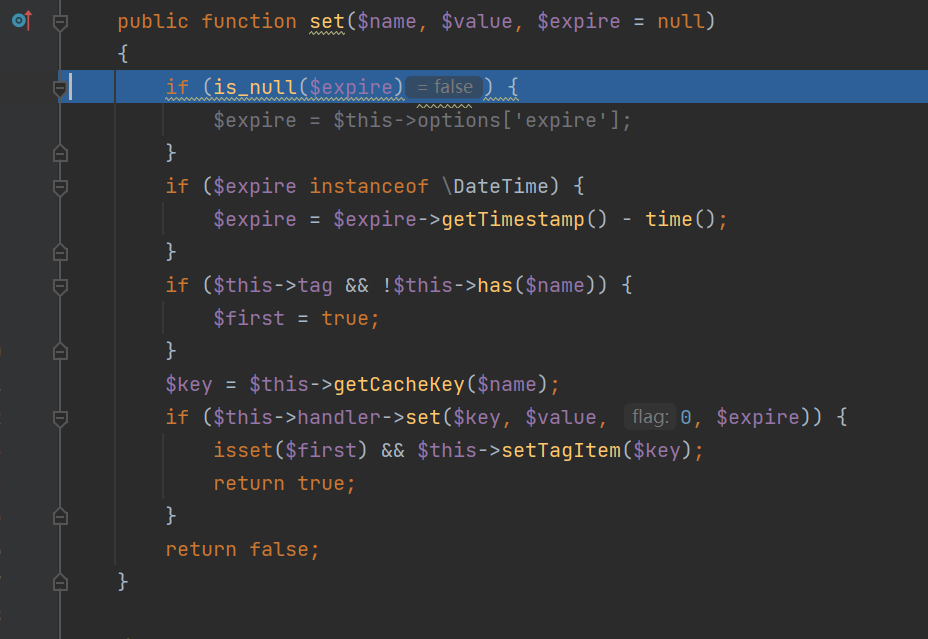 public function set($name, $value, $expire = null)
{
if (is_null($expire) = false ) {
$expire = $this->options['expire'];
}
if ($expire instanceof \DateTime) {
$expire = $expire->getTimestamp() - time();
}
if ($this->tag && !$this->has($name)) {
$first = true;
}
$key = $this->getCacheKey($name);
if ($this->handler->set($key, $value, flag: 0, $expire)) {
isset($first) && $this->setTagItem($key);
return true;
}
return false;
}